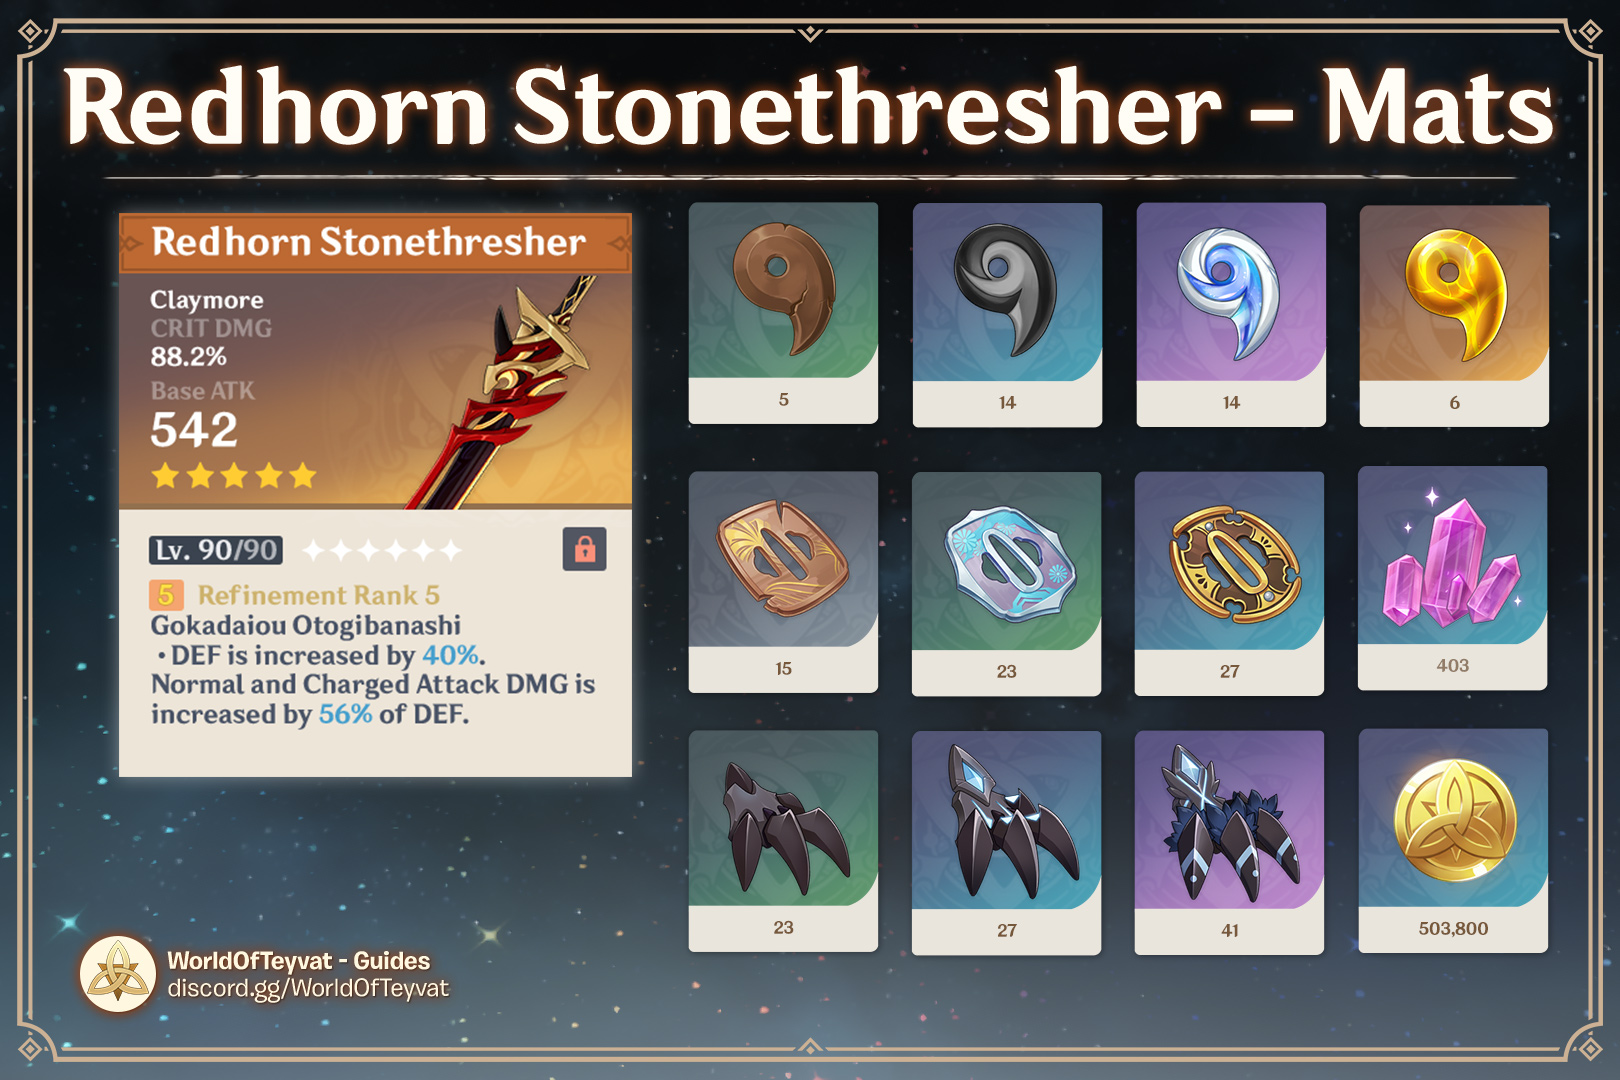 Redhorn Stonethresher – Mats
Redhorn Stonethresher
Claymore
CRIT DMG
88.2%
Base ATK
542
Lv. 90/90
5 Refinement Rank 5
Gokadaiou Otogibanashi
• DEF is increased by 40%.
Normal and Charged Attack DMG is
increased by 56% of DEF.
5
14
14
6
15
23
27
403
23
27
41
503,800
WorldOfTeyvat - Guides
discord.gg/WorldOfTeyvat